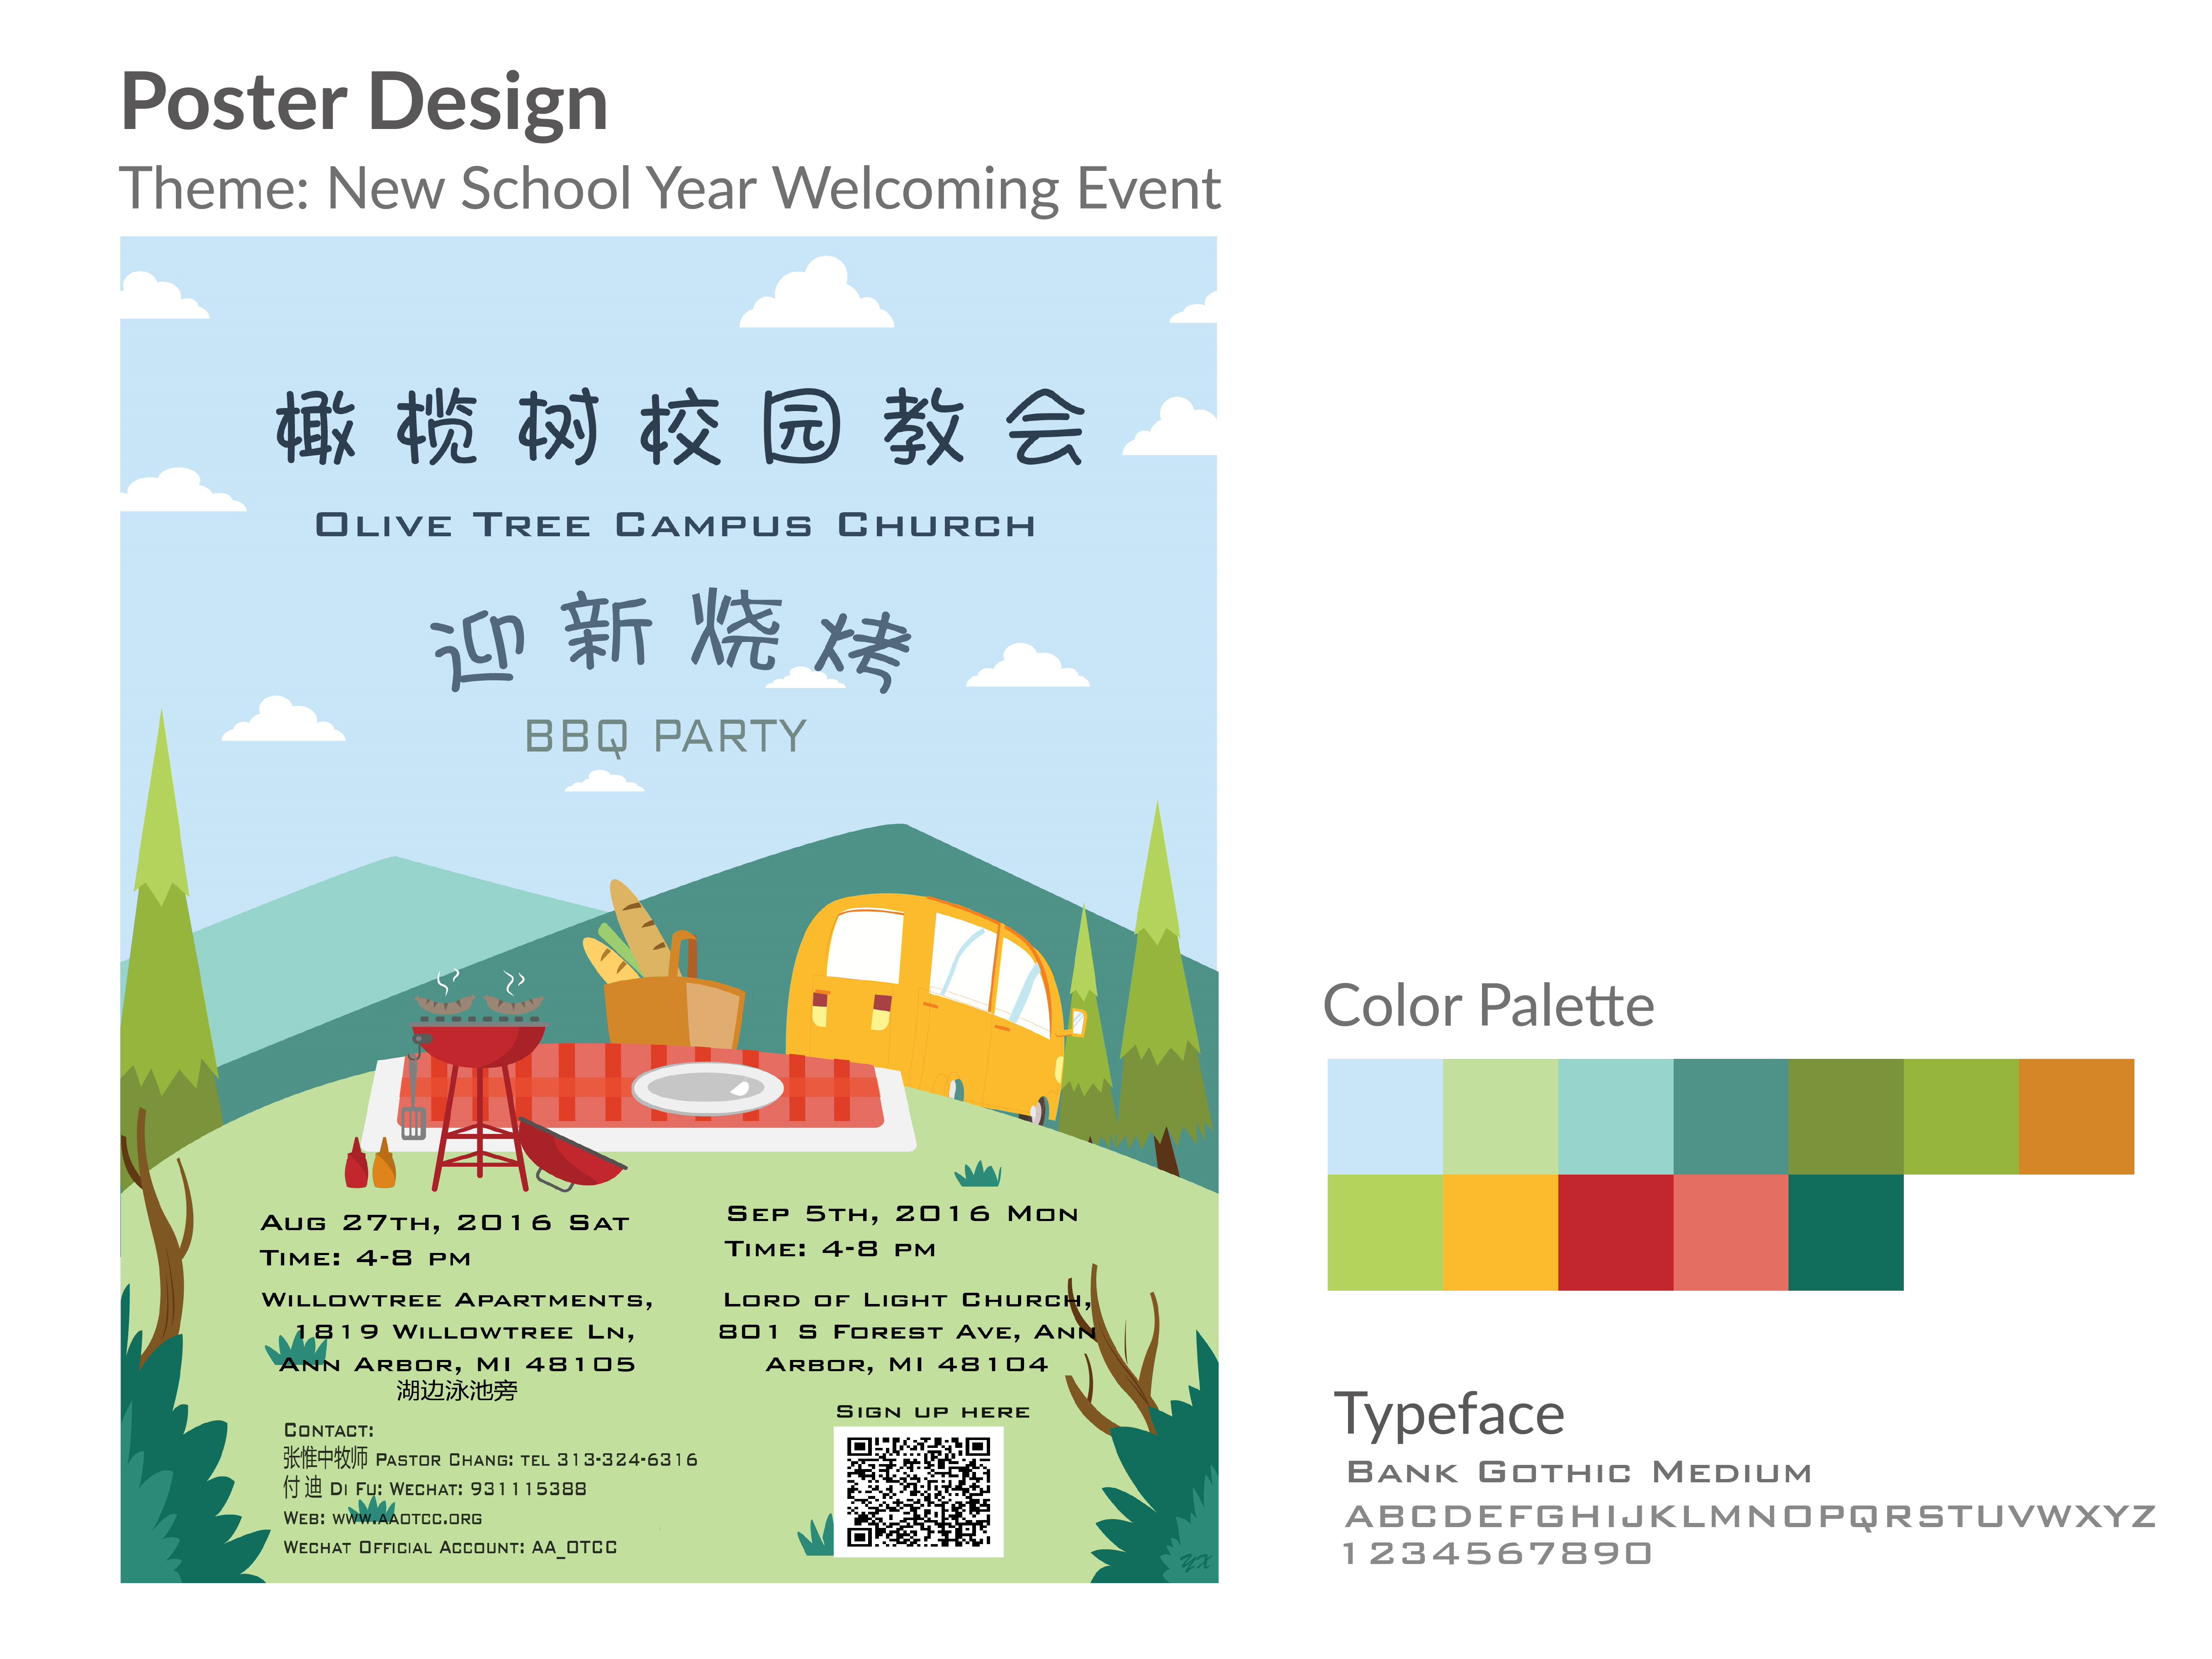 Poster Design
Theme: New School Year Welcoming Event
橄榄树校园教会
Olive Tree Campus Church
迎新烧烤
BBQ PARTY
Aug 27th, 2016 Sat
Time: 4-8 pm
Willowtree Apartments,
1819 Willowtree Ln,
Ann Arbor, MI 48105
湖边泳池旁
Sep 5th, 2016 Mon
Time: 4-8 pm
Lord of Light Church,
801 S Forest Ave, Ann
Arbor, MI 48104
Contact:
张惟中牧师 Pastor Chang: tel 313-324-6316
付 迪 Di Fu: Wechat: 931115388
Web: www.aaotcc.org
Wechat Official Account: AA_OTCC
Sign up here
YX
Color Palette
Typeface
Bank Gothic Medium
ABCDEFGHIJKLMNOPQRSTUVWXYZ
1234567890